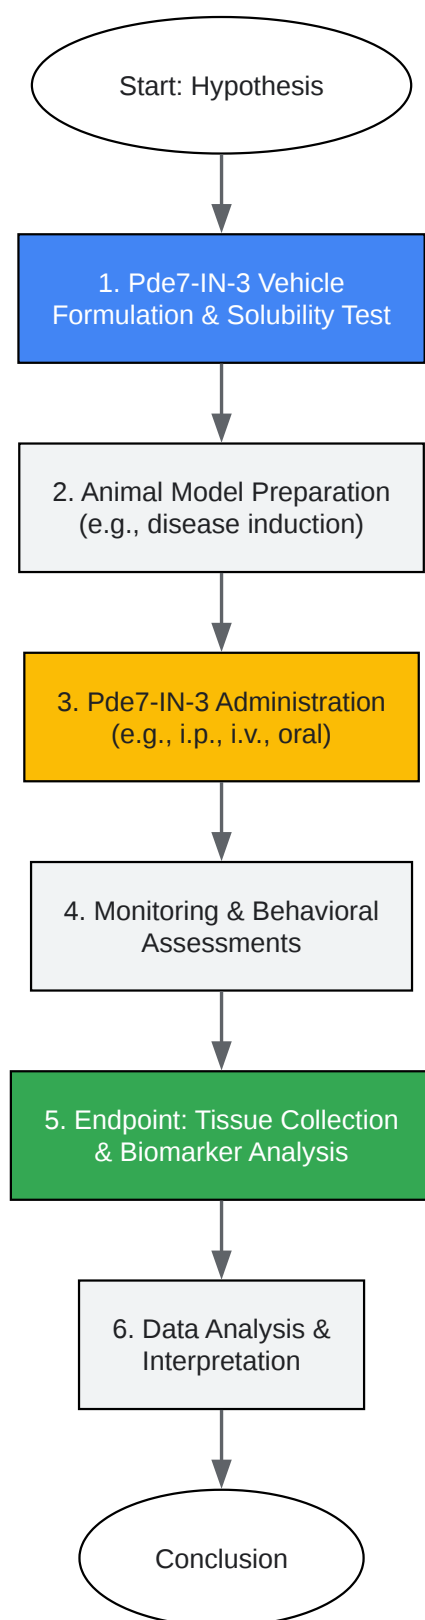 Start: Hypothesis
1. Pde7-IN-3 Vehicle
Formulation & Solubility Test
2. Animal Model Preparation
(e.g., disease induction)
3. Pde7-IN-3 Administration
(e.g., i.p., i.v., oral)
4. Monitoring & Behavioral
Assessments
5. Endpoint: Tissue Collection
& Biomarker Analysis
6. Data Analysis &
Interpretation
Conclusion